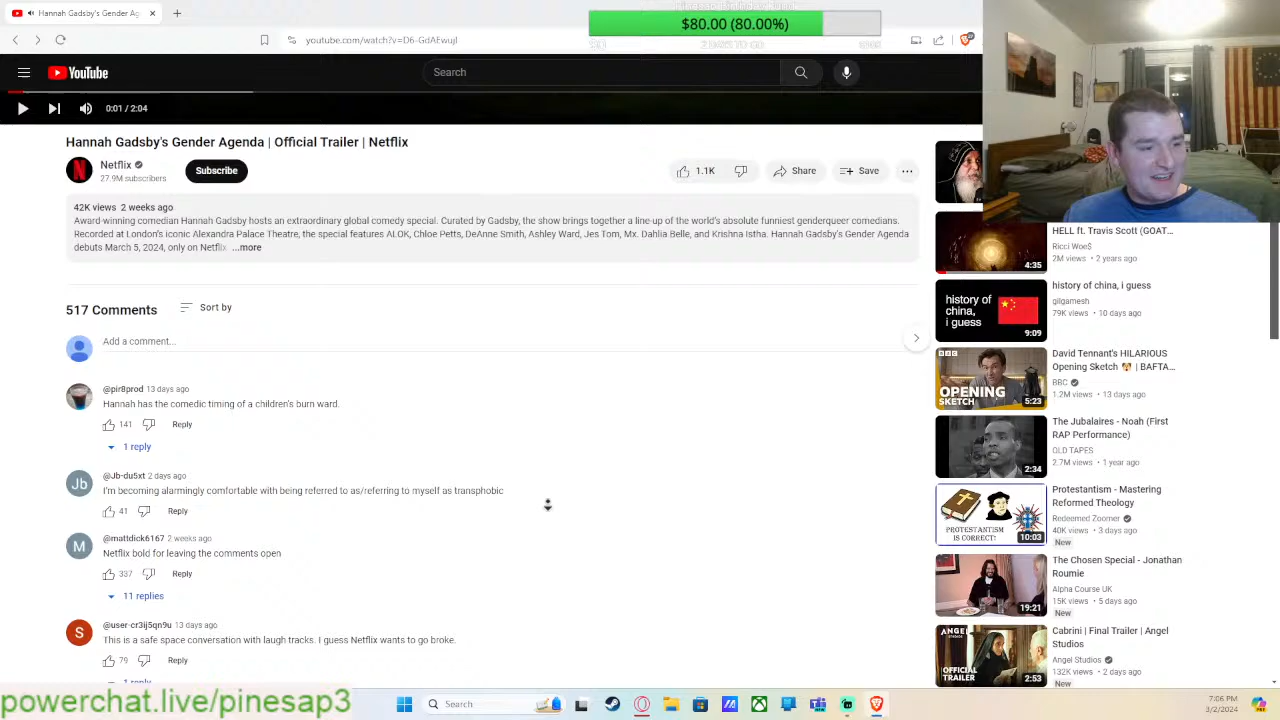 Hannah Gadsby's Gender Ag
$80.00 (80.00%)
youtube.com/watch?v=D6-GdAEwujI
YouTube
Search
0:01 / 2:04
Hannah Gadsby's Gender Agenda | Official Trailer | Netflix
Netflix
27.9M subscribers
Subscribe
1.1K
Share
Save
42K views 2 weeks ago
Award-winning comedian Hannah Gadsby hosts an extraordinary global comedy special. Curated by Gadsby, the show brings together a line-up of the world's absolute funniest genderqueer comedians.
Recorded at London's iconic Alexandra Palace Theatre, the special features ALOK, Chloe Petts, DeAnne Smith, Ashley Ward, Jes Tom, Mx. Dahlia Belle, and Krishna Istha. Hannah Gadsby's Gender Agenda
debuts March 5, 2024, only on Netflix ...more
517 Comments
Sort by
Add a comment...
@pir8prod 13 days ago
Hannah has the comedic timing of a children's burn ward.
141
Reply
1 reply
Jb
@Jb-du5xt 2 days ago
I'm becoming alarmingly comfortable with being referred to as/referring to myself as transphobic
41
Reply
M
@mattdick6167 2 weeks ago
Netflix bold for leaving the comments open
337
Reply
11 replies
S
@user-cr3ij5qn9u 13 days ago
This is a safe space conversation with laugh tracks. I guess Netflix wants to go broke.
79
Reply
1 reply
HELL ft. Travis Scott (GOAT...
Ricci Woe$
2M views • 2 years ago
4:35
history of china, i guess
gilgamesh
79K views • 10 days ago
history of
china,
i guess
9:09
David Tennant's HILARIOUS
Opening Sketch | BAFTA...
BBC
1.2M views • 13 days ago
BBC
OPENING
SKETCH
5:23
The Jubalaires - Noah (First
RAP Performance)
OLD TAPES
2.7M views • 1 year ago
2:34
Protestantism - Mastering
Reformed Theology
Redeemed Zoomer
40K views • 3 days ago
New
PROTESTANTISM
IS CORRECT!
10:03
The Chosen Special - Jonathan
Roumie
Alpha Course UK
15K views • 5 days ago
New
19:21
Cabrini | Final Trailer | Angel
Studios
Angel Studios
132K views • 2 days ago
New
ANGEL
STUDIOS
OFFICIAL
TRAILER
2:53
powerchat.live/pinesap3
Search
7:06 PM
3/2/2024